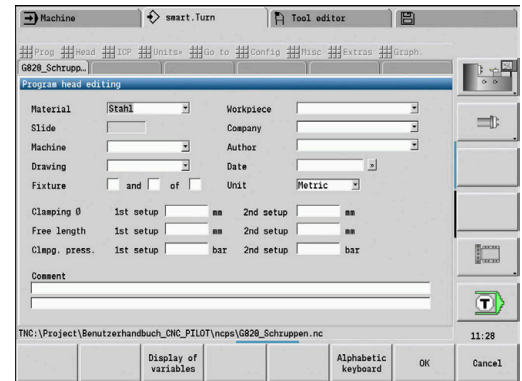 Machine
smart.Turn
Tool editor
Prog Head ICP Units» Go to Config Misc Extras Graph.
G820_Schrupp…
Program head editing
Material Stahl Workpiece
Slide Company
Machine Author
Drawing Date »
Fixture and of Unit Metric
Clamping Ø 1st setup mm 2nd setup mm
Free length 1st setup mm 2nd setup mm
Clmpg. press. 1st setup bar 2nd setup bar
Comment
TNC:\Project\Benutzerhandbuch_CNC_PILOT\ncps\G820_Schruppen.nc
T
11:28
Display of variables
Alphabetic keyboard
OK
Cancel